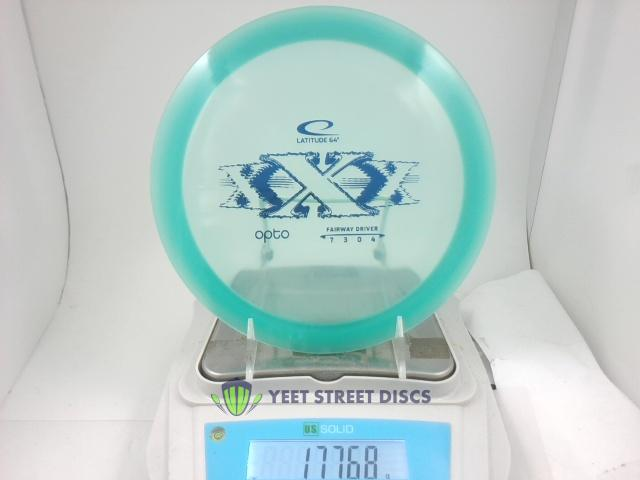 LATITUDE 64°
X
opto
FAIRWAY DRIVER
7 3 0 4
YEET STREET DISCS
US SOLID
177.68 g